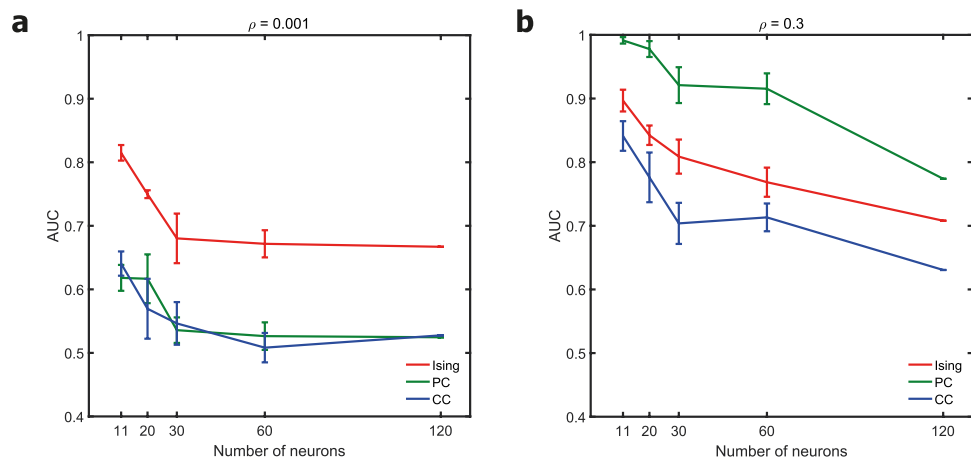 a
ρ = 0.001
1
0.9
0.8
0.7
0.6
0.5
0.4
AUC
Ising
PC
CC
11 20 30 60 120
Number of neurons
b
ρ = 0.3
1
0.9
0.8
0.7
0.6
0.5
0.4
AUC
Ising
PC
CC
11 20 30 60 120
Number of neurons